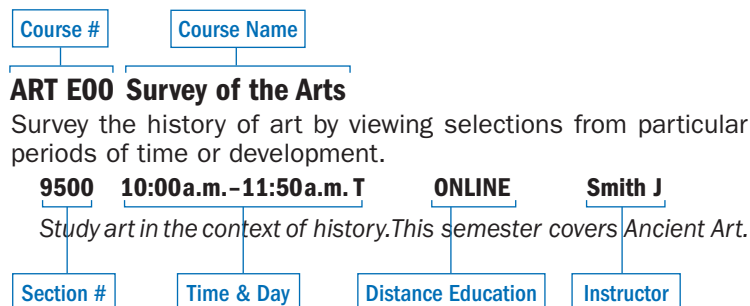 Course # Course Name
ART E00 Survey of the Arts
Survey the history of art by viewing selections from particular
periods of time or development.
9500 10:00a.m.–11:50a.m. T ONLINE Smith J
Study art in the context of history.This semester covers Ancient Art.
Section # Time & Day Distance Education Instructor